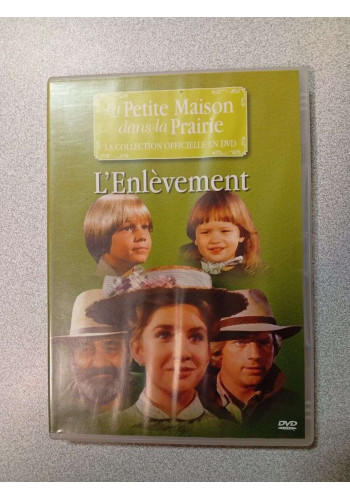 La Petite Maison
dans la Prairie
LA COLLECTION OFFICIELLE EN DVD
L'Enlèvement
DVD